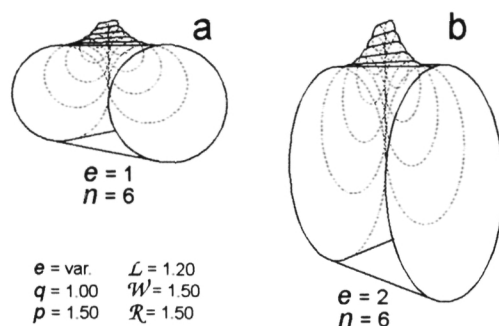 a
b
e = 1
n = 6
e = 2
n = 6
e = var. ℒ = 1.20
q = 1.00 𝒲 = 1.50
p = 1.50 ℛ = 1.50